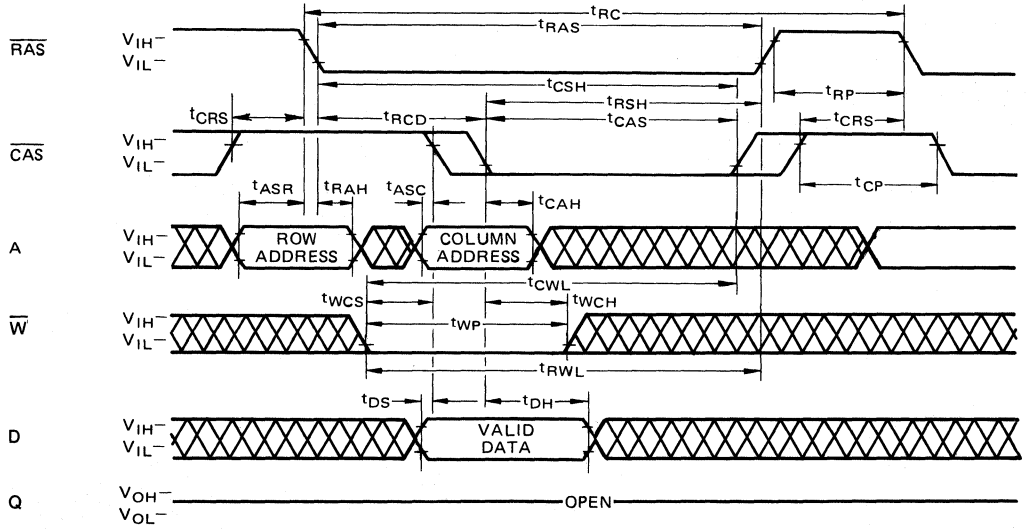 tRC
tRAS
RAS
VIH–
VIL–
tCSH
tRSH
tRP
tCRS
tRCD
tCAS
tCRS
CAS
VIH–
VIL–
tCP
tASR
tRAH
tASC
tCAH
A
VIH–
VIL–
ROW
ADDRESS
COLUMN
ADDRESS
tCWL
tWCS
tWCH
tWP
W
VIH–
VIL–
tRWL
tDS
tDH
D
VIH–
VIL–
VALID
DATA
Q
VOH–
VOL–
OPEN